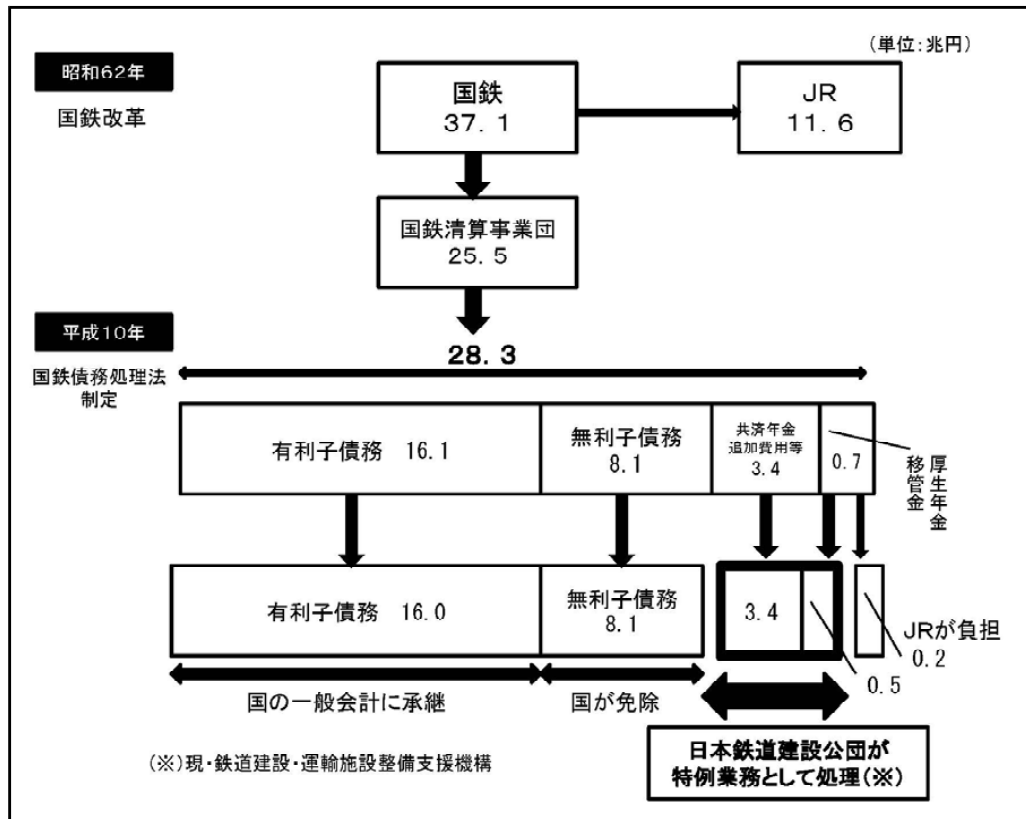 (単位:兆円)
昭和62年
国鉄改革
国鉄
37.1
JR
11.6
国鉄清算事業団
25.5
平成10年
国鉄債務処理法
制定
28.3
有利子債務 16.1
無利子債務
8.1
共済年金
追加費用等
3.4
0.7
厚生年金
移管金
有利子債務 16.0
無利子債務
8.1
3.4
0.5
JRが負担
0.2
国の一般会計に承継
国が免除
日本鉄道建設公団が
特例業務として処理(※)
(※)現・鉄道建設・運輸施設整備支援機構